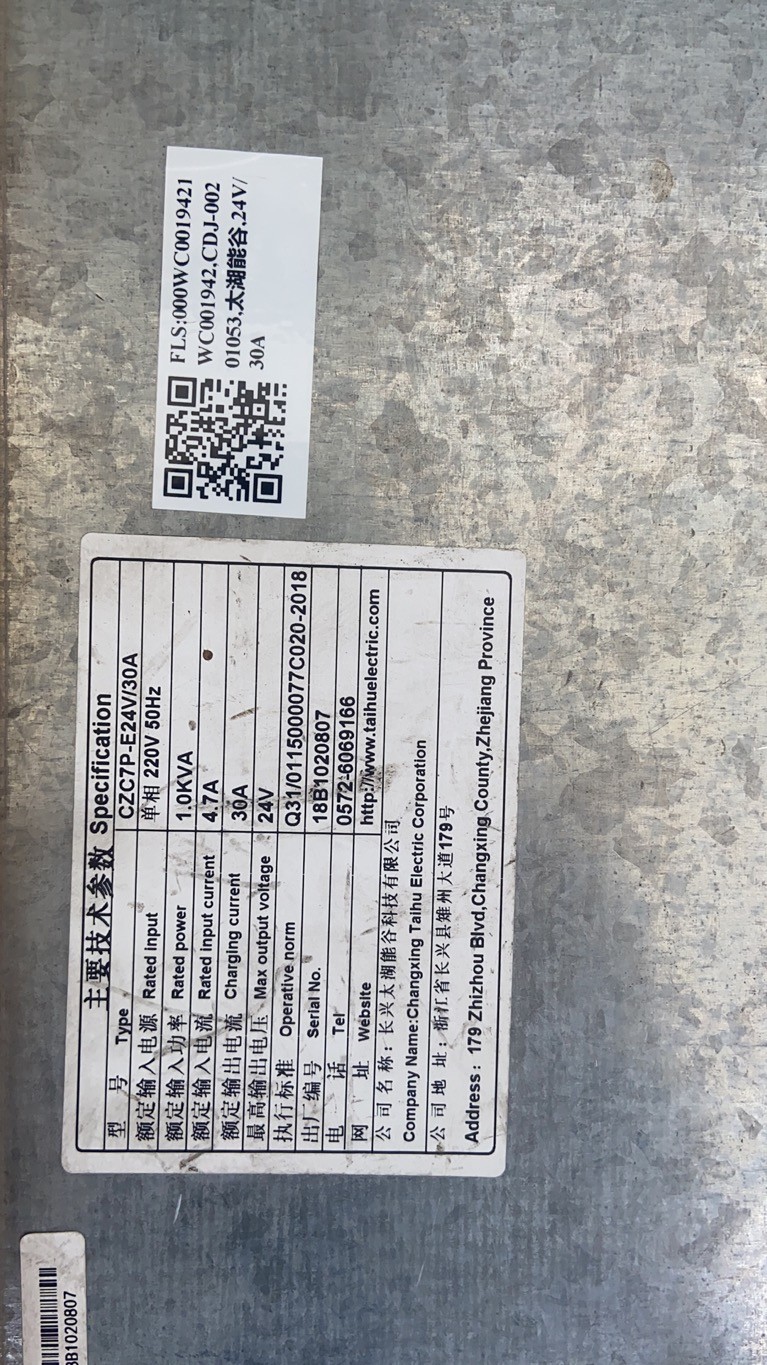 FLS:000WC0019421
WC001942,CDJ-002
01053,太湖能谷,24V/
30A
主要技术参数 Specification
型 号 Type CZC7P-E24V/30A
额定输入电源 Rated input 单相 220V 50Hz
额定输入功率 Rated power 1.0KVA
额定输入电流 Rated input current 4.7A
额定输出电流 Charging current 30A
最高输出电压 Max output voltage 24V
执行标准 Operative norm Q31/0115000077C020-2018
出厂编号 Serial No. 18B1020807
电 话 Tel 0572-6069166
网 址 Website http://www.taihuelectric.com
公司名称:长兴太湖能谷科技有限公司
Company Name:Changxing Taihu Electric Corporation
公司地 址:浙江省长兴县雉州大道179号
Address: 179 Zhizhou Blvd,Changxing County,Zhejiang Province
8B1020807